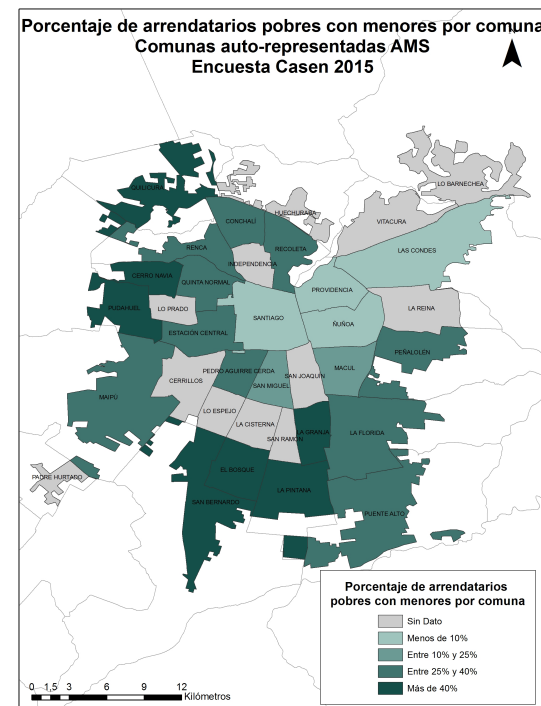 Porcentaje de arrendatarios pobres con menores por comuna
Comunas auto-representadas AMS
Encuesta Casen 2015
QUILICURA
LO BARNECHEA
HUECHURABA
VITACURA
CONCHALÍ
RENCA
RECOLETA
LAS CONDES
INDEPENDENCIA
CERRO NAVIA
QUINTA NORMAL
PROVIDENCIA
PUDAHUEL
LO PRADO
LA REINA
SANTIAGO
ÑUÑOA
ESTACIÓN CENTRAL
PEÑALOLÉN
MACUL
PEDRO AGUIRRE CERDA
SAN JOAQUÍN
CERRILLOS
SAN MIGUEL
MAIPÚ
LO ESPEJO
LA CISTERNA
LA GRANJA
LA FLORIDA
SAN RAMÓN
EL BOSQUE
PADRE HURTADO
LA PINTANA
SAN BERNARDO
PUENTE ALTO
Porcentaje de arrendatarios
pobres con menores por comuna
Sin Dato
Menos de 10%
Entre 10% y 25%
Entre 25% y 40%
Más de 40%
0 1,5 3 6 9 12
Kilómetros